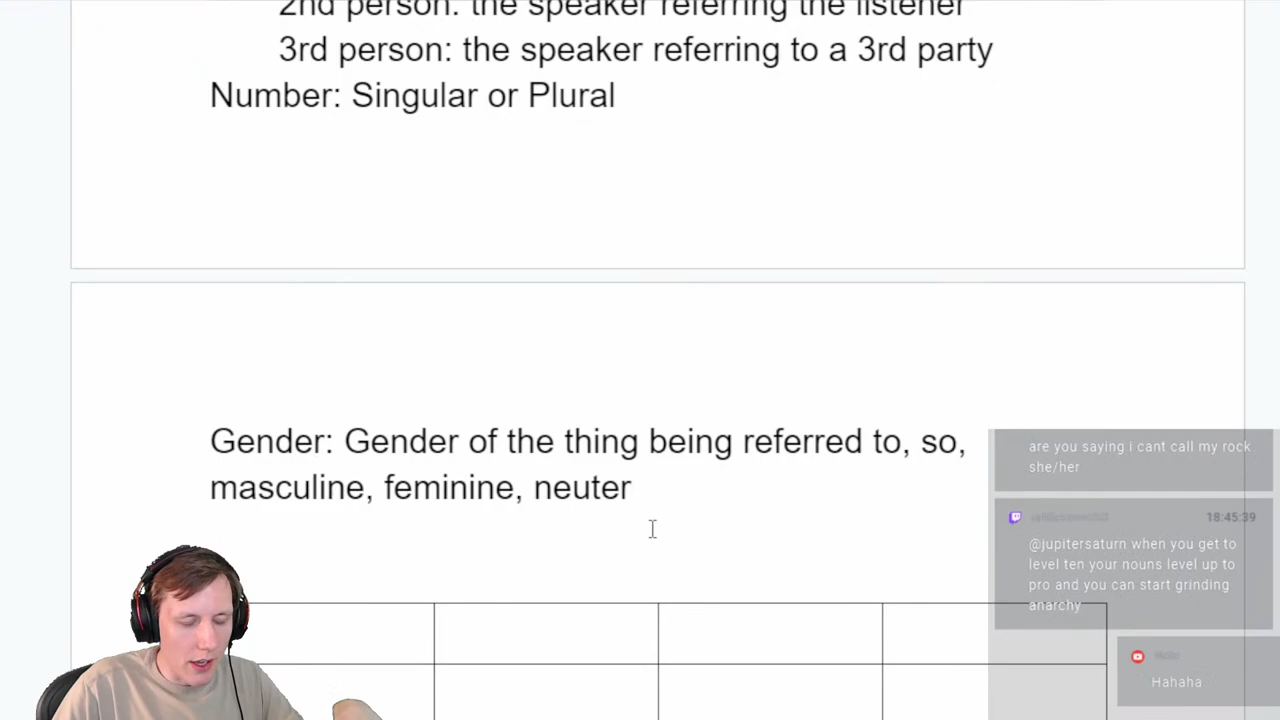 2nd person: the speaker referring the listener
3rd person: the speaker referring to a 3rd party
Number: Singular or Plural
Gender: Gender of the thing being referred to, so,
masculine, feminine, neuter
are you saying i cant call my rock
she/her
18:45:39
@jupitersaturn when you get to
level ten your nouns level up to
pro and you can start grinding
anarchy
Hahaha